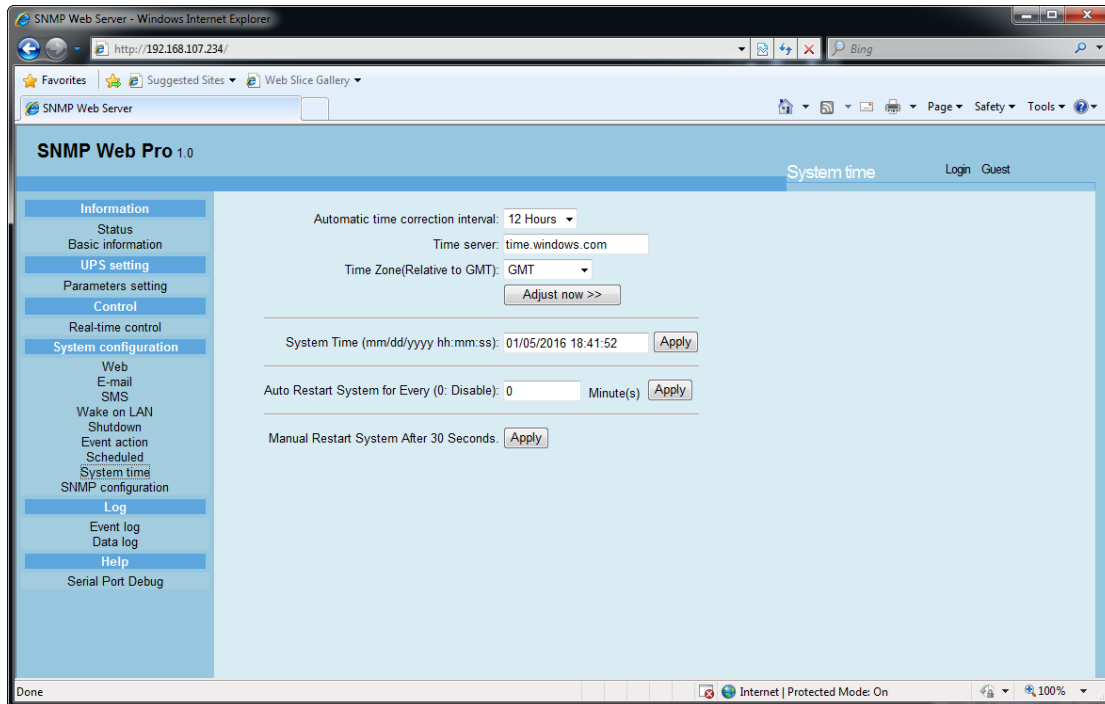 SNMP Web Server - Windows Internet Explorer
http://192.168.107.234/
Bing
Favorites Suggested Sites Web Slice Gallery
SNMP Web Server
Page Safety Tools
SNMP Web Pro 1.0
System time Login Guest
Information
Status
Basic information
UPS setting
Parameters setting
Control
Real-time control
System configuration
Web
E-mail
SMS
Wake on LAN
Shutdown
Event action
Scheduled
System time
SNMP configuration
Log
Event log
Data log
Help
Serial Port Debug
Automatic time correction interval: 12 Hours
Time server: time.windows.com
Time Zone(Relative to GMT): GMT
Adjust now >>
System Time (mm/dd/yyyy hh:mm:ss): 01/05/2016 18:41:52 Apply
Auto Restart System for Every (0: Disable): 0 Minute(s) Apply
Manual Restart System After 30 Seconds. Apply
Done Internet | Protected Mode: On 100%